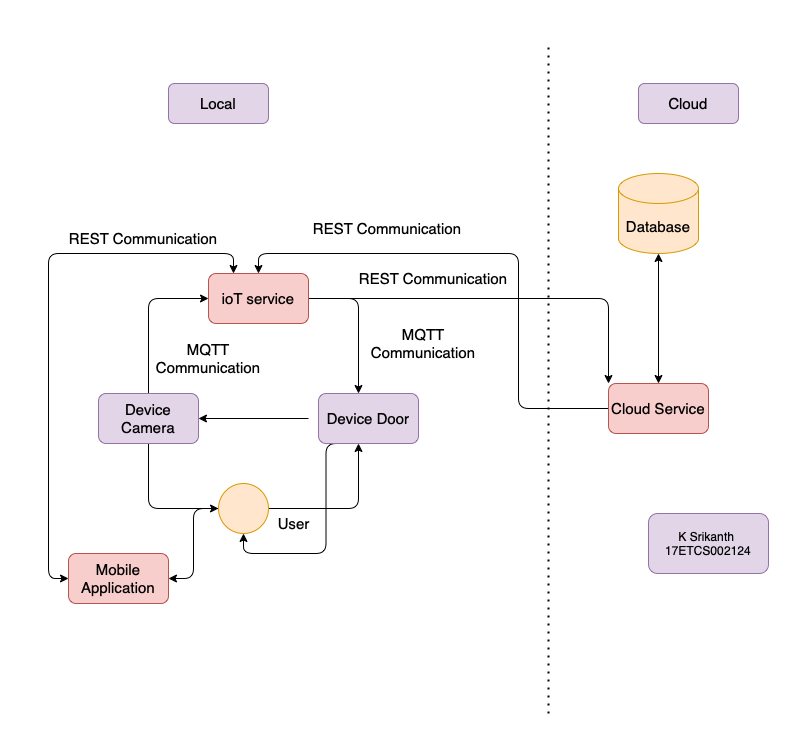 Local
Cloud
Database
REST Communication
REST Communication
REST Communication
ioT service
MQTT
Communication
MQTT
Communication
Device
Camera
Device Door
Cloud Service
User
K Srikanth
17ETCS002124
Mobile
Application